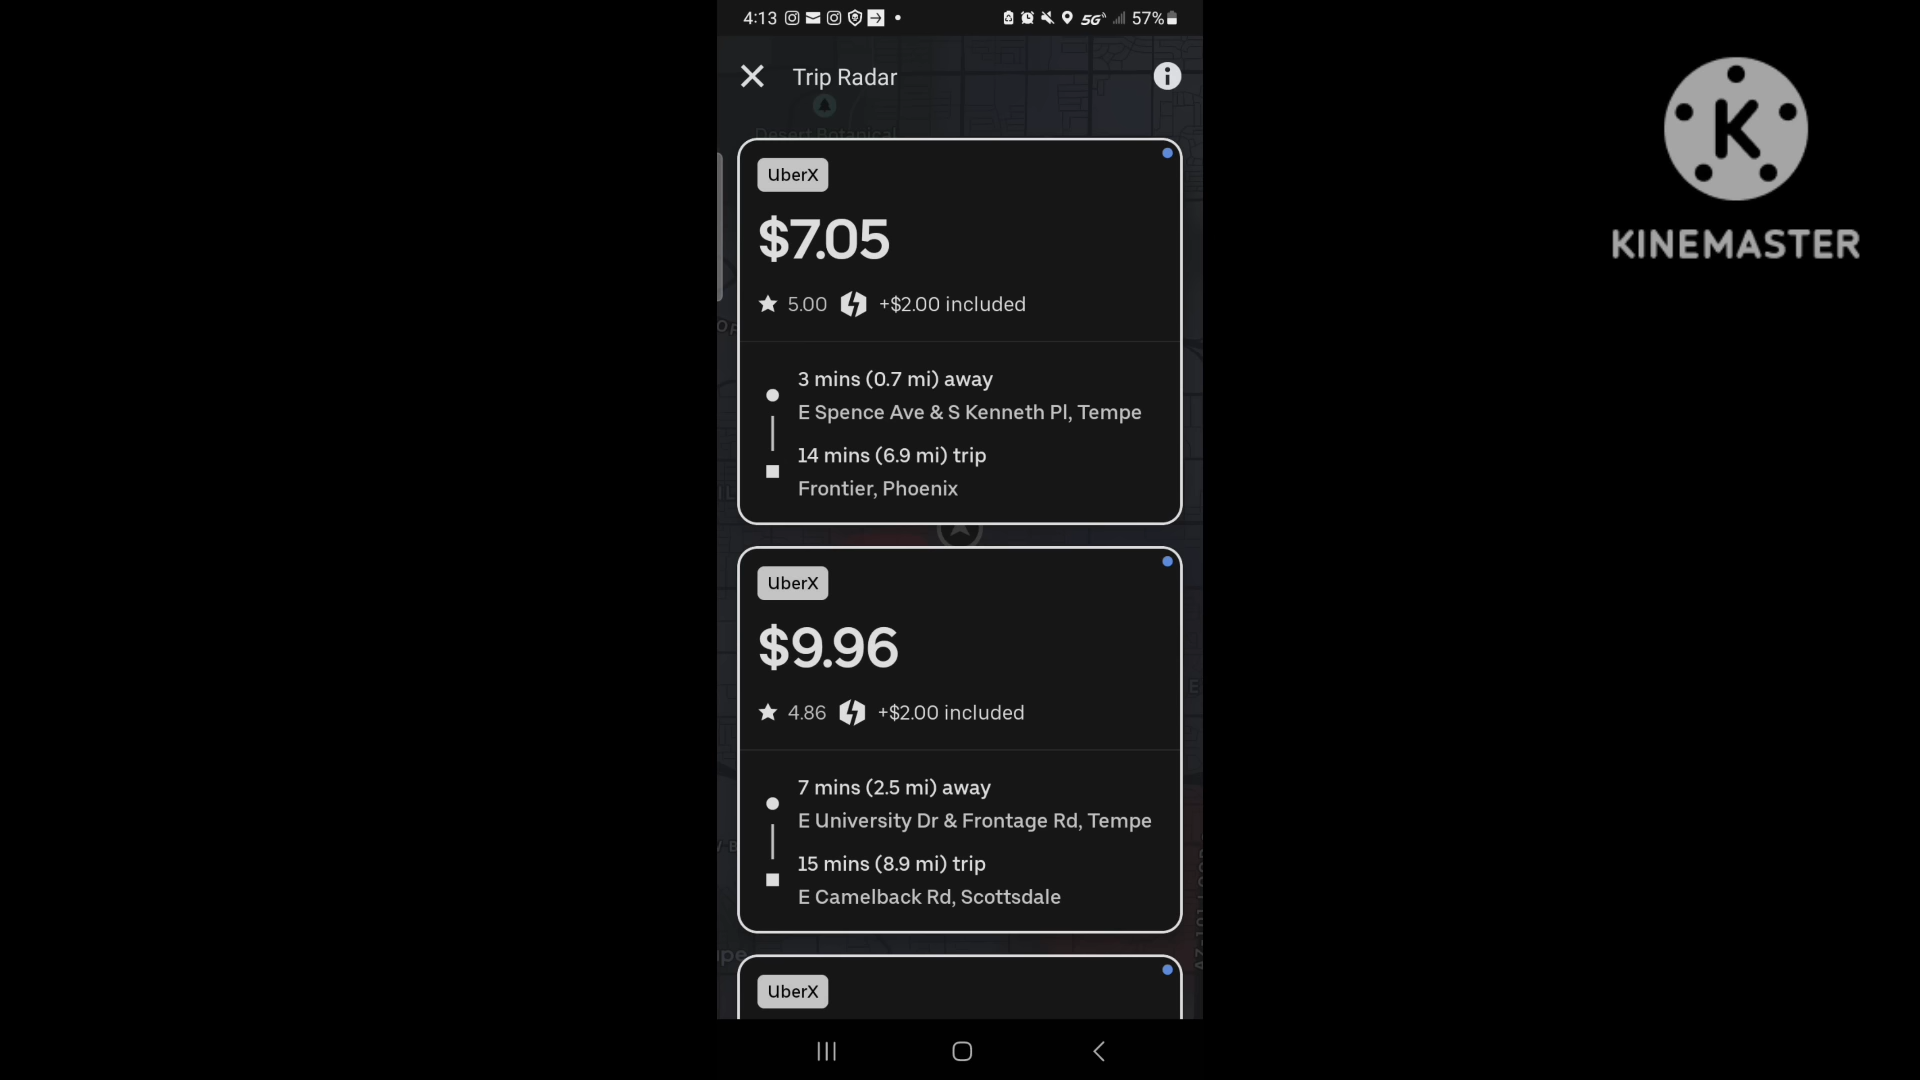 4:13
5G
57%
Trip Radar
Desert Botanical
UberX
$7.05
5.00 +$2.00 included
3 mins (0.7 mi) away
E Spence Ave & S Kenneth Pl, Tempe
14 mins (6.9 mi) trip
Frontier, Phoenix
UberX
$9.96
4.86 +$2.00 included
7 mins (2.5 mi) away
E University Dr & Frontage Rd, Tempe
15 mins (8.9 mi) trip
E Camelback Rd, Scottsdale
UberX
K
KINEMASTER